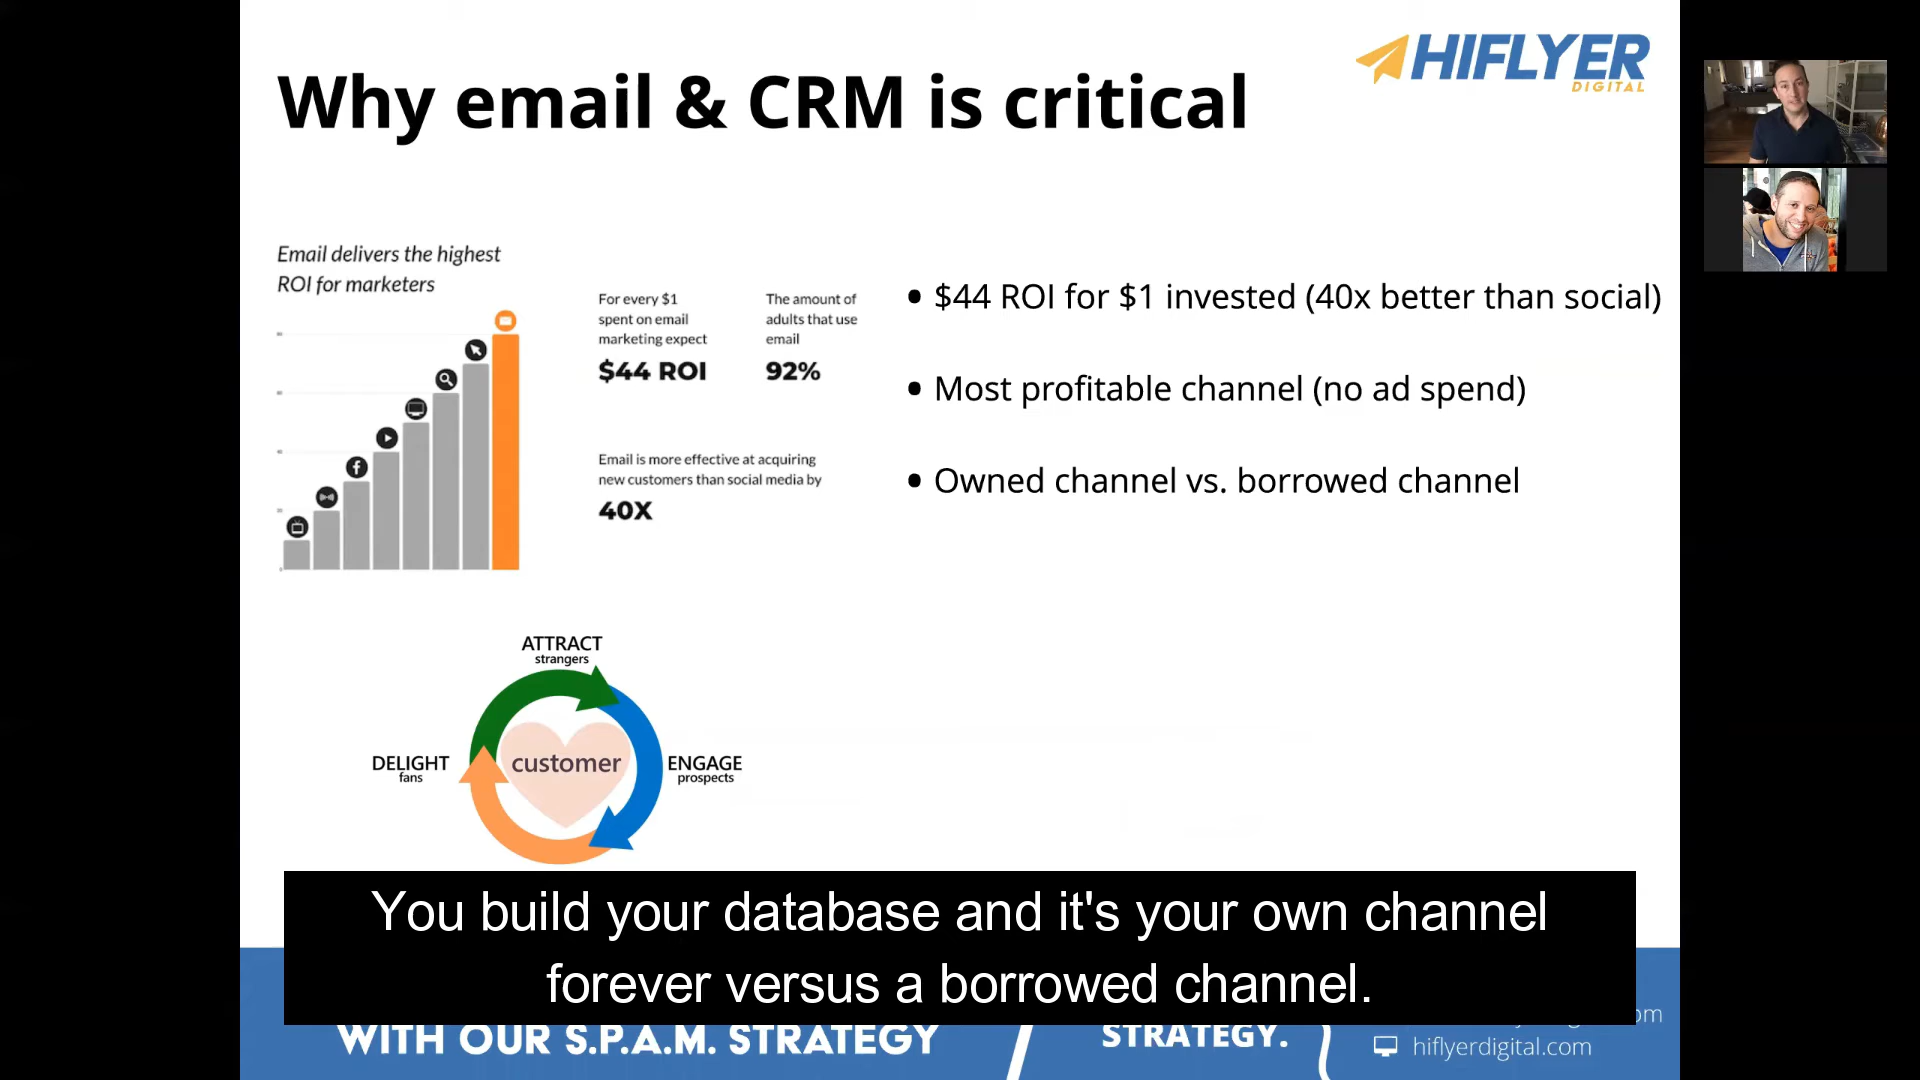 HIFLYER
DIGITAL
Why email & CRM is critical
Email delivers the highest
ROI for marketers
For every $1
spent on email
marketing expect
$44 ROI
The amount of
adults that use
email
92%
Email is more effective at acquiring
new customers than social media by
40X
• $44 ROI for $1 invested (40x better than social)
• Most profitable channel (no ad spend)
• Owned channel vs. borrowed channel
ATTRACT
strangers
DELIGHT
fans
customer
ENGAGE
prospects
You build your database and it's your own channel
forever versus a borrowed channel.
WITH OUR S.P.A.M. STRATEGY
STRATEGY.
hiflyerdigital.com